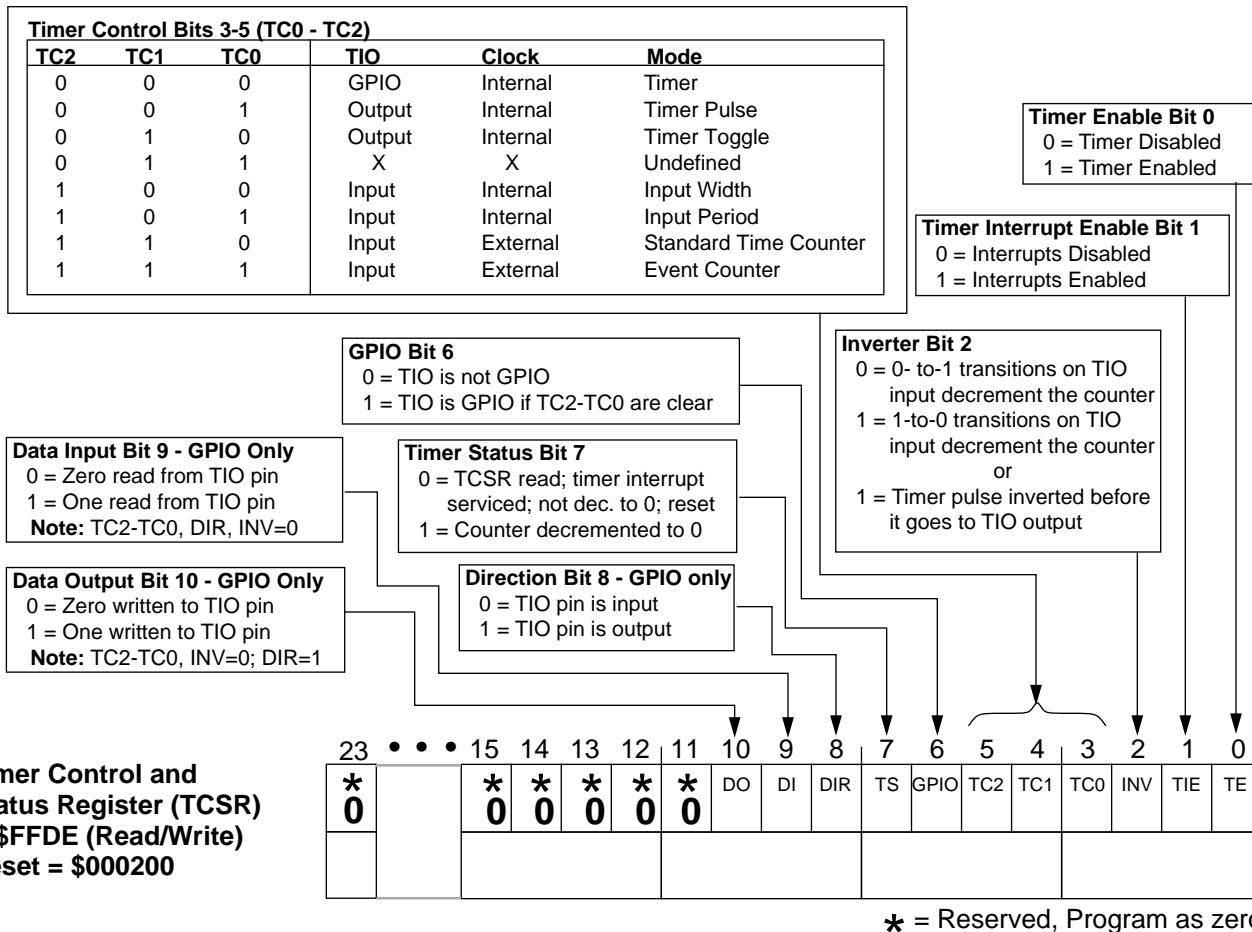 Timer Control Bits 3-5 (TC0 - TC2)
TC2 TC1 TC0 TIO Clock Mode
0 0 0 GPIO Internal Timer
0 0 1 Output Internal Timer Pulse
0 1 0 Output Internal Timer Toggle
0 1 1 X X Undefined
1 0 0 Input Internal Input Width
1 0 1 Input Internal Input Period
1 1 0 Input External Standard Time Counter
1 1 1 Input External Event Counter
Timer Enable Bit 0
0 = Timer Disabled
1 = Timer Enabled
Timer Interrupt Enable Bit 1
0 = Interrupts Disabled
1 = Interrupts Enabled
Inverter Bit 2
0 = 0- to-1 transitions on TIO
input decrement the counter
1 = 1-to-0 transitions on TIO
input decrement the counter
or
1 = Timer pulse inverted before
it goes to TIO output
GPIO Bit 6
0 = TIO is not GPIO
1 = TIO is GPIO if TC2-TC0 are clear
Timer Status Bit 7
0 = TCSR read; timer interrupt
serviced; not dec. to 0; reset
1 = Counter decremented to 0
Data Input Bit 9 - GPIO Only
0 = Zero read from TIO pin
1 = One read from TIO pin
Note: TC2-TC0, DIR, INV=0
Direction Bit 8 - GPIO only
0 = TIO pin is input
1 = TIO pin is output
Data Output Bit 10 - GPIO Only
0 = Zero written to TIO pin
1 = One written to TIO pin
Note: TC2-TC0, INV=0; DIR=1
23 • • • 15 14 13 12 11 10 9 8 7 6 5 4 3 2 1 0
* * * * * * DO DI DIR TS GPIO TC2 TC1 TC0 INV TIE TE
0 0 0 0 0 0
mer Control and
atus Register (TCSR)
$FFDE (Read/Write)
eset = $000200
* = Reserved, Program as zero